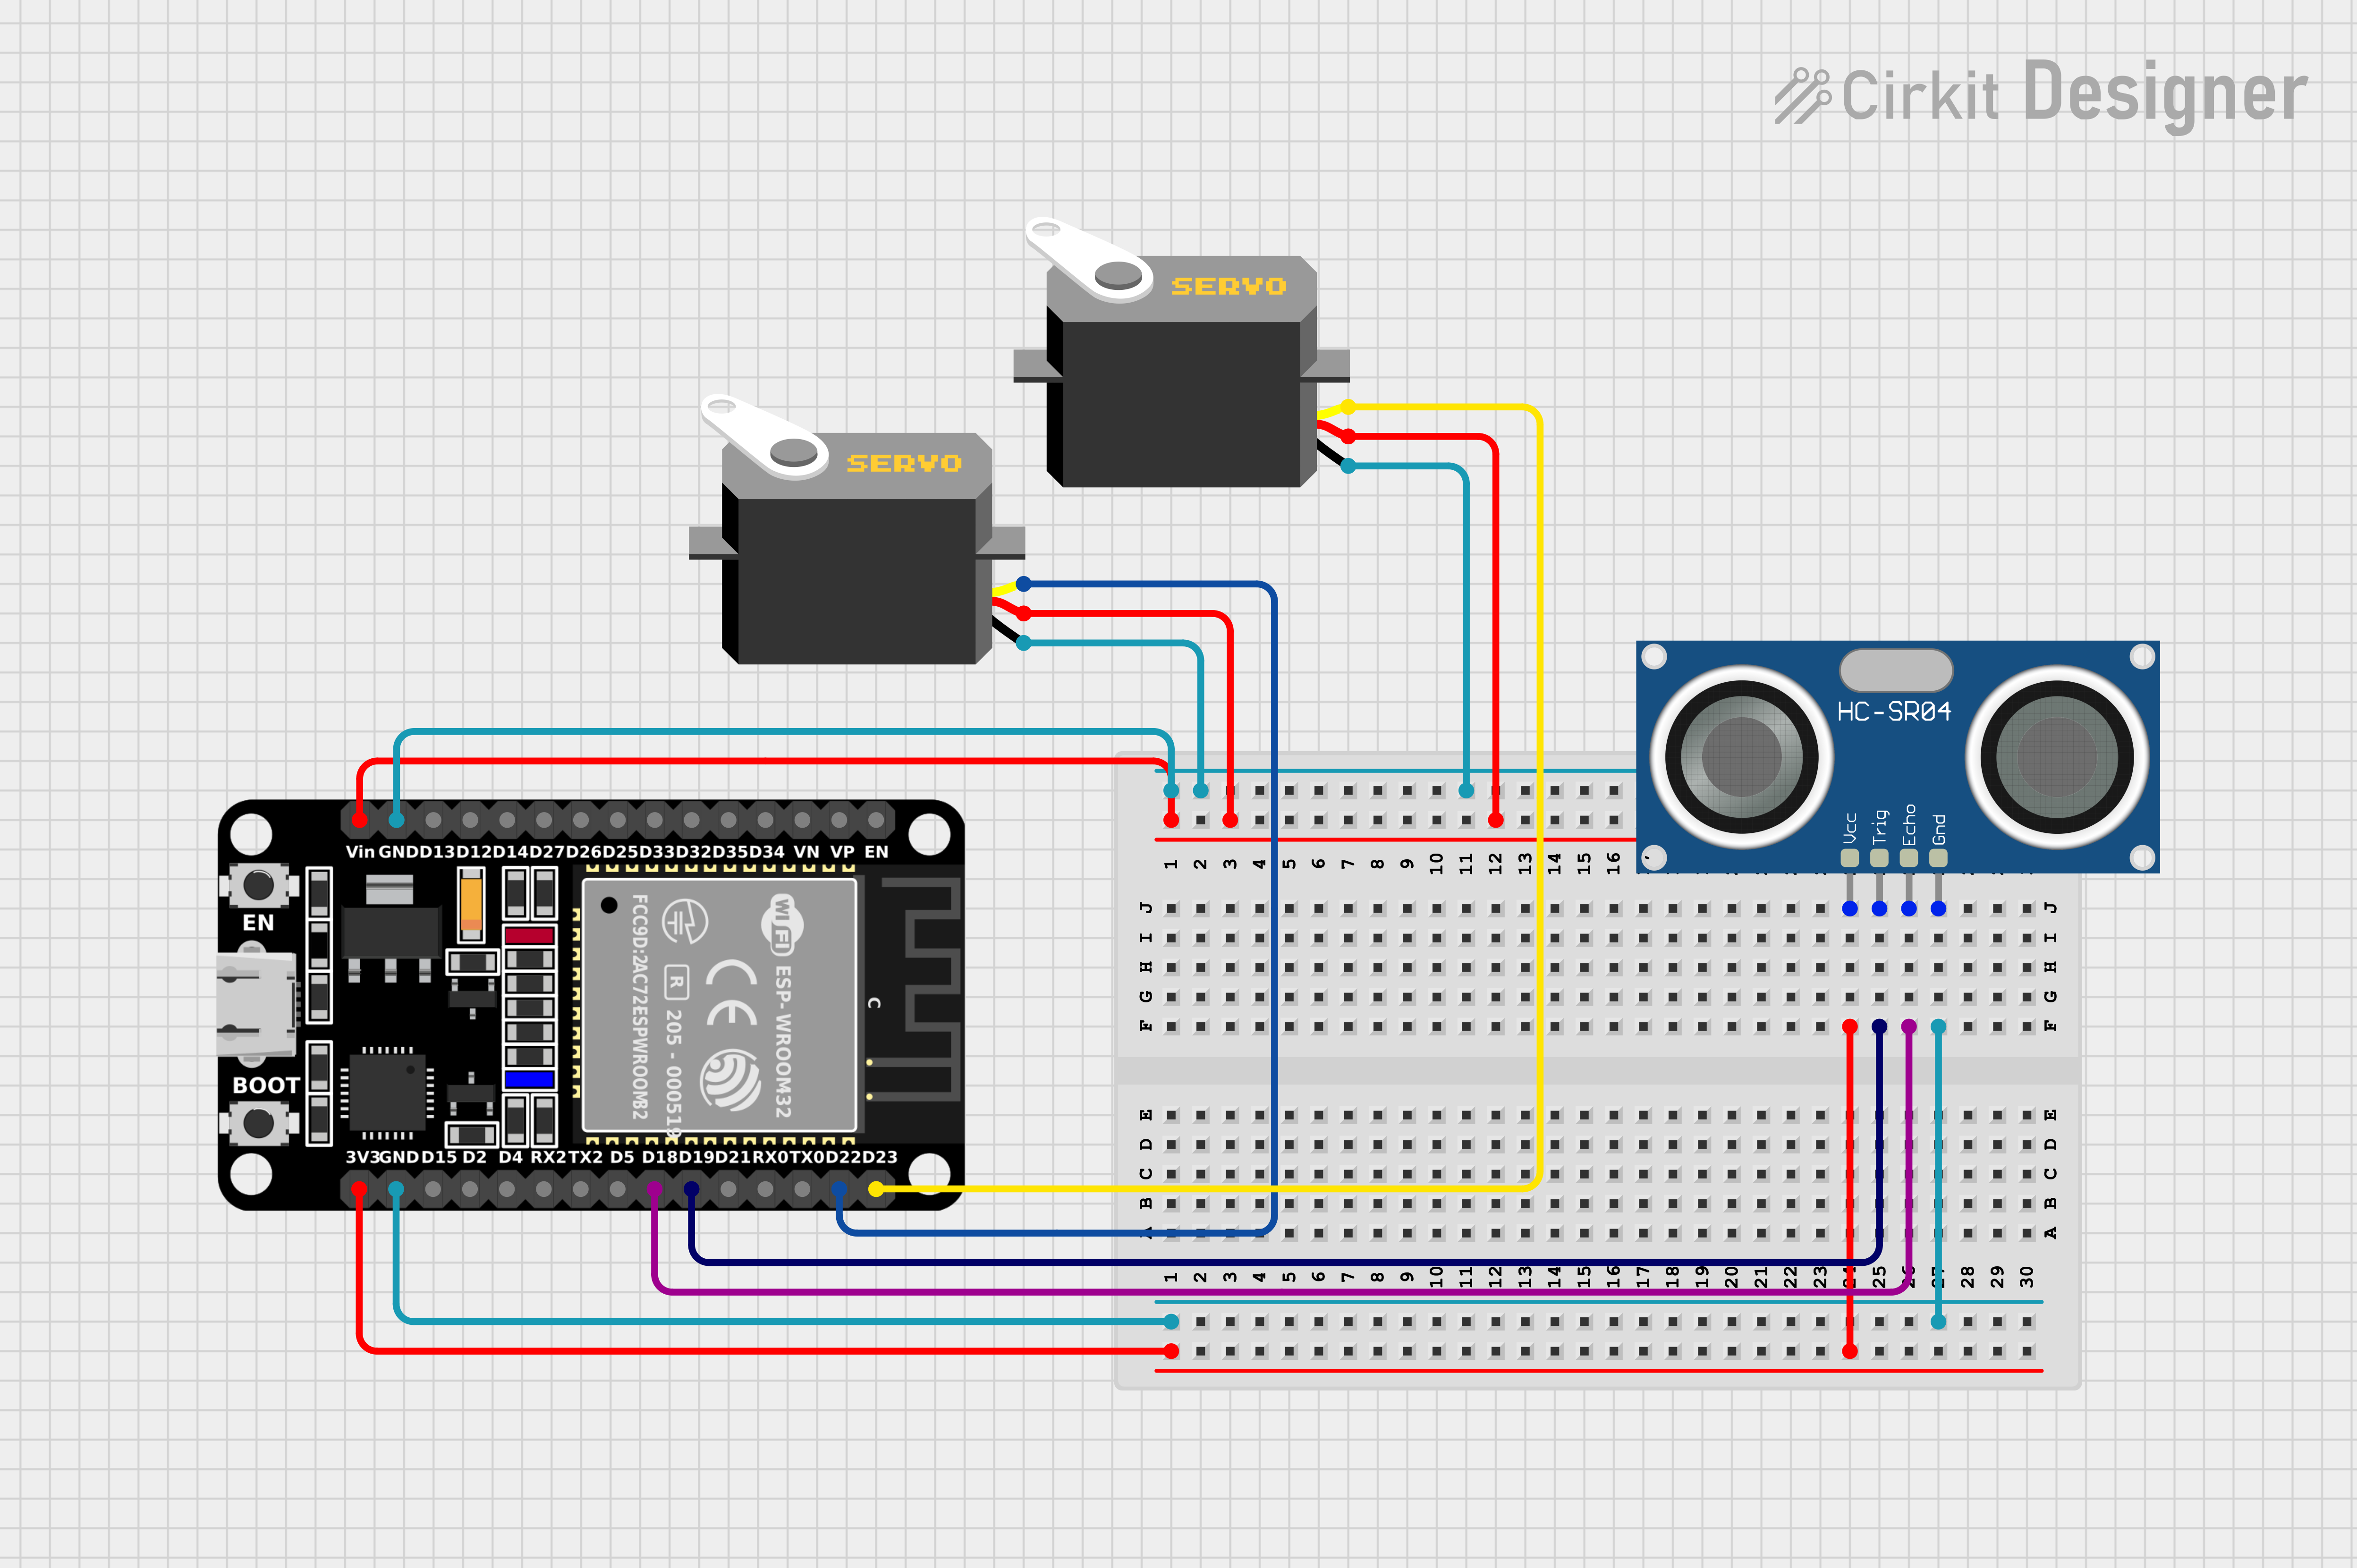 Cirkit Designer
SERVO
SERVO
HC-SR04
Vcc Trig Echo Gnd
Vin GND D13 D12 D14 D27 D26 D25 D33 D32 D35 D34 VN VP EN
1 2 3 4 5 6 7 8 9 10 11 12 13 14 15 16
EN
BOOT
WiFi
ESP-WROOM32
CE
R
205-00051
FCC9D:2AC72ESPWROOM82
C
J J
I I
H H
G G
F F
E E
D D
C C
B B
A A
3V3 GND D15 D2 D4 RX2 TX2 D5 D18 D19 D21 RX0 TX0 D22 D23
1 2 3 4 5 6 7 8 9 10 11 12 13 14 15 16 17 18 19 20 21 22 23 24 25 26 27 28 29 30